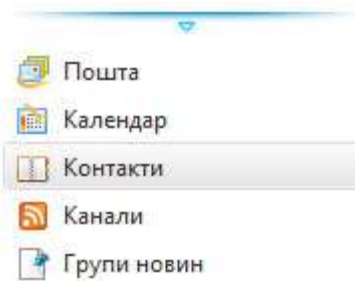 Пошта
Календар
Контакти
Канали
Групи новин